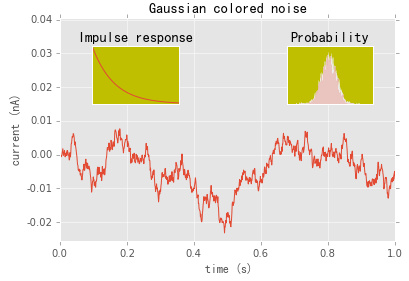 Gaussian colored noise
0.04
Impulse response
Probability
0.03
0.02
0.01
0.00
-0.01
-0.02
current (nA)
0.0 0.2 0.4 0.6 0.8 1.0
time (s)